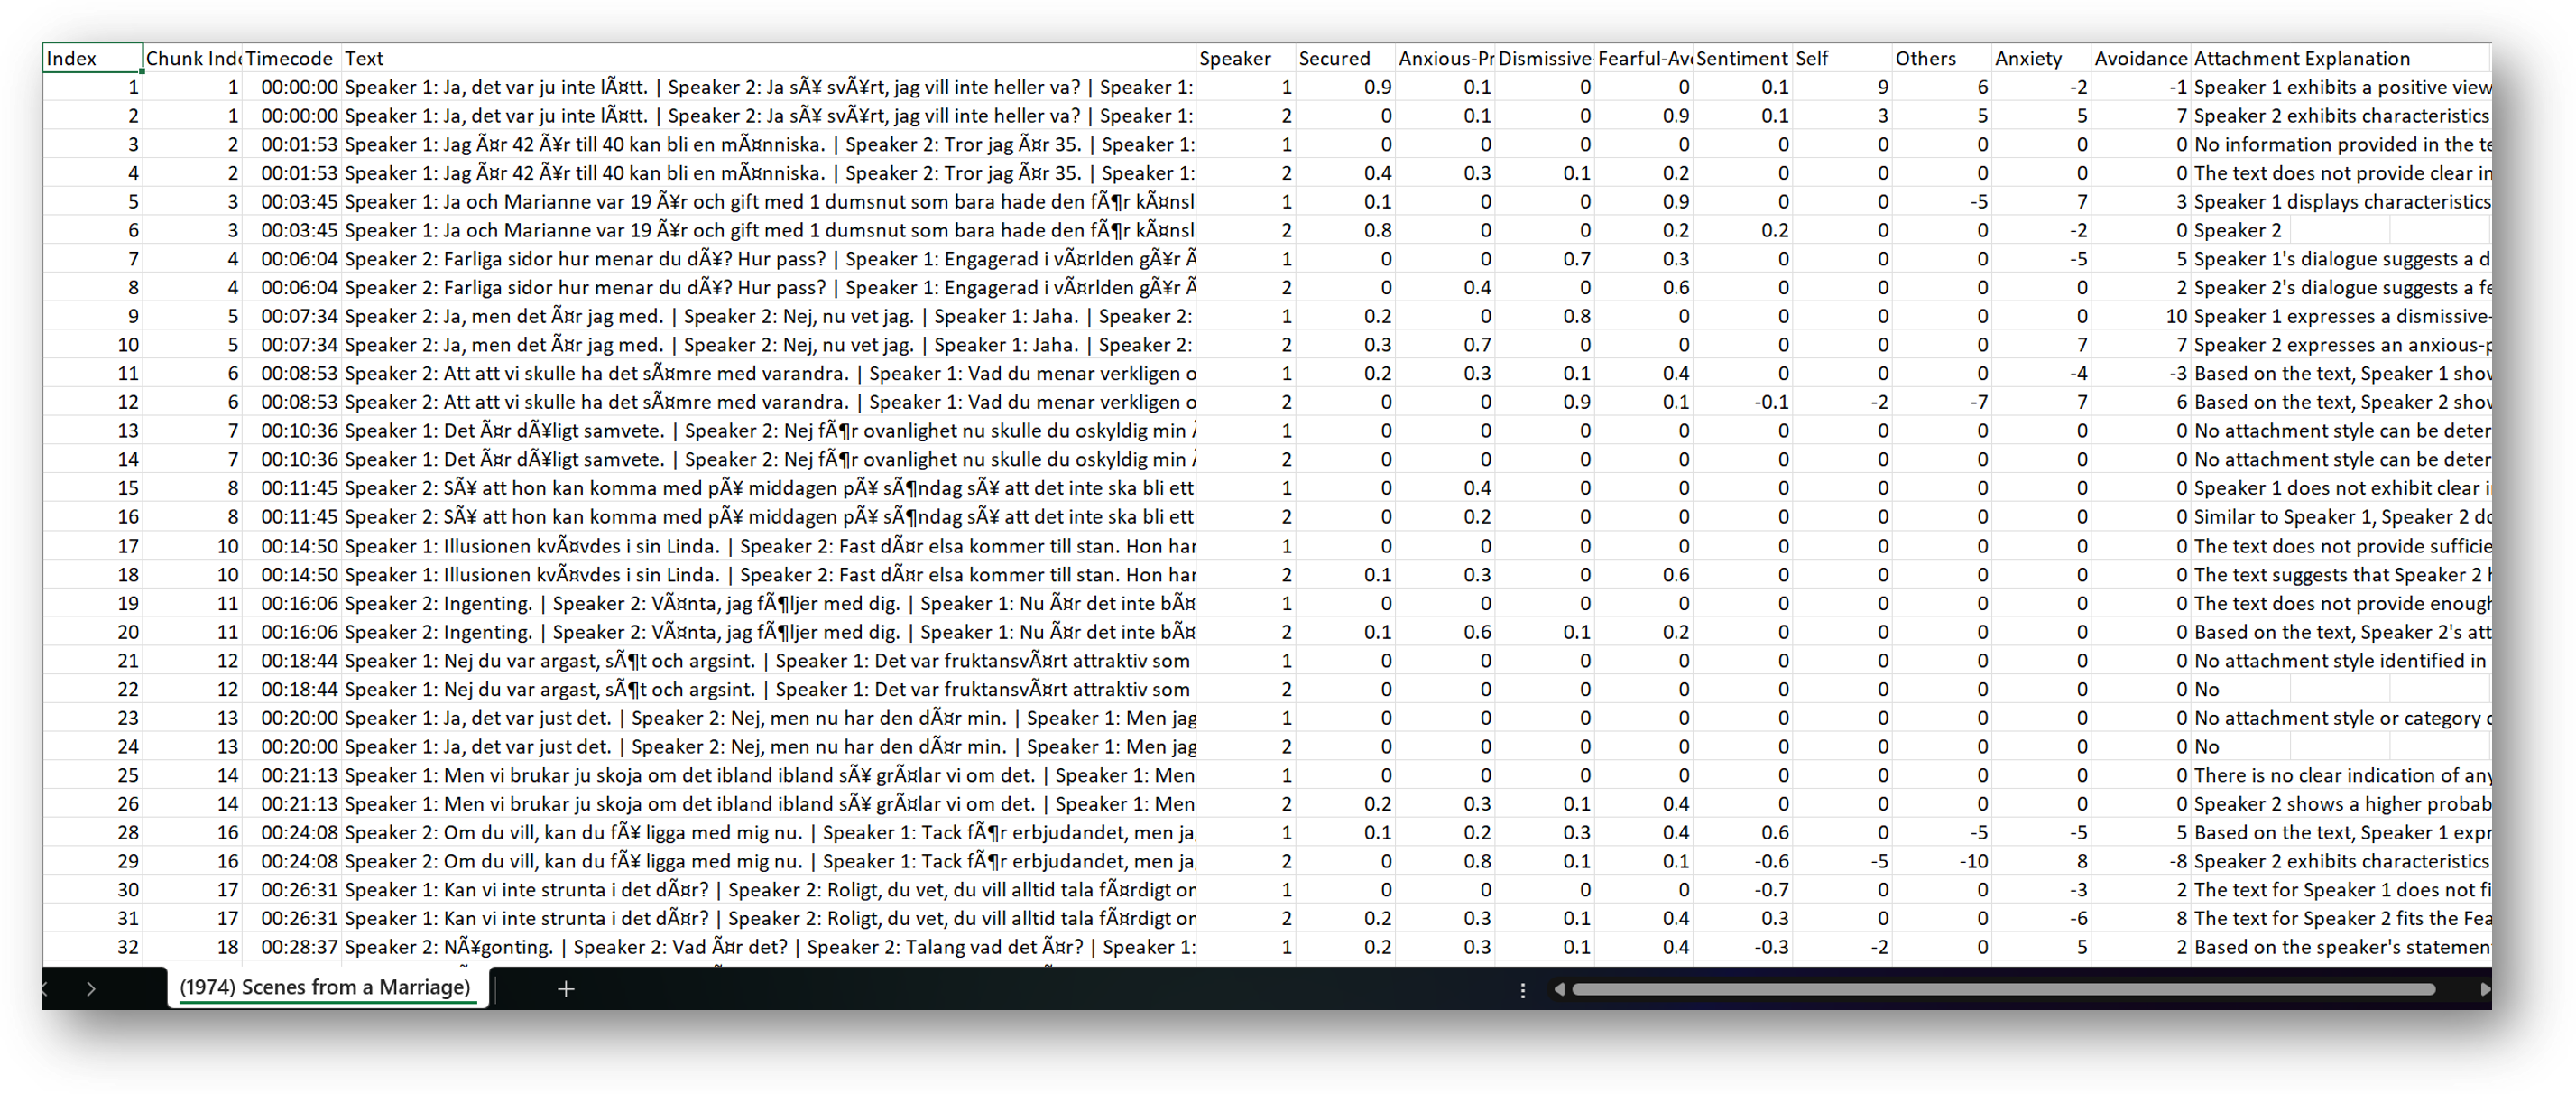 Index Chunk Inde Timecode Text Speaker Secured Anxious-Pr Dismissive- Fearful-Avo Sentiment Self Others Anxiety Avoidance Attachment Explanation
1 1 00:00:00 Speaker 1: Ja, det var ju inte lÃ¤tt. | Speaker 2: Ja sÃ¥ svÃ¥rt, jag vill inte heller va? | Speaker 1: 1 0.9 0.1 0 0 0.1 9 6 -2 -1 Speaker 1 exhibits a positive view
2 1 00:00:00 Speaker 1: Ja, det var ju inte lÃ¤tt. | Speaker 2: Ja sÃ¥ svÃ¥rt, jag vill inte heller va? | Speaker 1: 2 0 0.1 0 0.9 0.1 3 5 5 7 Speaker 2 exhibits characteristics
3 2 00:01:53 Speaker 1: Jag Ã¤r 42 Ã¥r till 40 kan bli en mÃ¤nniska. | Speaker 2: Tror jag Ã¤r 35. | Speaker 1: 1 0 0 0 0 0 0 0 0 0 No information provided in the te
4 2 00:01:53 Speaker 1: Jag Ã¤r 42 Ã¥r till 40 kan bli en mÃ¤nniska. | Speaker 2: Tror jag Ã¤r 35. | Speaker 1: 2 0.4 0.3 0.1 0.2 0 0 0 0 0 The text does not provide clear in
5 3 00:03:45 Speaker 1: Ja och Marianne var 19 Ã¥r och gift med 1 dumsnut som bara hade den fÃ¶r kÃ¤nsl 1 0.1 0 0 0.9 0 0 -5 7 3 Speaker 1 displays characteristics
6 3 00:03:45 Speaker 1: Ja och Marianne var 19 Ã¥r och gift med 1 dumsnut som bara hade den fÃ¶r kÃ¤nsl 2 0.8 0 0 0.2 0.2 0 0 -2 0 Speaker 2
7 4 00:06:04 Speaker 2: Farliga sidor hur menar du dÃ¥? Hur pass? | Speaker 1: Engagerad i vÃ¤rlden gÃ¥r Ã 1 0 0 0.7 0.3 0 0 0 -5 5 Speaker 1's dialogue suggests a d
8 4 00:06:04 Speaker 2: Farliga sidor hur menar du dÃ¥? Hur pass? | Speaker 1: Engagerad i vÃ¤rlden gÃ¥r Ã 2 0 0.4 0 0.6 0 0 0 0 2 Speaker 2's dialogue suggests a fe
9 5 00:07:34 Speaker 2: Ja, men det Ã¤r jag med. | Speaker 2: Nej, nu vet jag. | Speaker 1: Jaha. | Speaker 2: 1 0.2 0 0.8 0 0 0 0 0 10 Speaker 1 expresses a dismissive-
10 5 00:07:34 Speaker 2: Ja, men det Ã¤r jag med. | Speaker 2: Nej, nu vet jag. | Speaker 1: Jaha. | Speaker 2: 2 0.3 0.7 0 0 0 0 0 7 7 Speaker 2 expresses an anxious-p
11 6 00:08:53 Speaker 2: Att att vi skulle ha det sÃ¤mre med varandra. | Speaker 1: Vad du menar verkligen o 1 0.2 0.3 0.1 0.4 0 0 0 -4 -3 Based on the text, Speaker 1 shov
12 6 00:08:53 Speaker 2: Att att vi skulle ha det sÃ¤mre med varandra. | Speaker 1: Vad du menar verkligen o 2 0 0 0.9 0.1 -0.1 -2 -7 7 6 Based on the text, Speaker 2 shov
13 7 00:10:36 Speaker 1: Det Ã¤r dÃ¥ligt samvete. | Speaker 2: Nej fÃ¶r ovanlighet nu skulle du oskyldig min Ã 1 0 0 0 0 0 0 0 0 0 No attachment style can be deter
14 7 00:10:36 Speaker 1: Det Ã¤r dÃ¥ligt samvete. | Speaker 2: Nej fÃ¶r ovanlighet nu skulle du oskyldig min Ã 2 0 0 0 0 0 0 0 0 0 No attachment style can be deter
15 8 00:11:45 Speaker 2: SÃ¥ att hon kan komma med pÃ¥ middagen pÃ¥ sÃ¶ndag sÃ¥ att det inte ska bli ett 1 0 0.4 0 0 0 0 0 0 0 Speaker 1 does not exhibit clear i
16 8 00:11:45 Speaker 2: SÃ¥ att hon kan komma med pÃ¥ middagen pÃ¥ sÃ¶ndag sÃ¥ att det inte ska bli ett 2 0 0.2 0 0 0 0 0 0 0 Similar to Speaker 1, Speaker 2 do
17 10 00:14:50 Speaker 1: Illusionen kvÃ¤vdes i sin Linda. | Speaker 2: Fast dÃ¤r elsa kommer till stan. Hon har 1 0 0 0 0 0 0 0 0 0 The text does not provide sufficie
18 10 00:14:50 Speaker 1: Illusionen kvÃ¤vdes i sin Linda. | Speaker 2: Fast dÃ¤r elsa kommer till stan. Hon har 2 0.1 0.3 0 0.6 0 0 0 0 0 The text suggests that Speaker 2 h
19 11 00:16:06 Speaker 2: Ingenting. | Speaker 2: VÃ¤nta, jag fÃ¶ljer med dig. | Speaker 1: Nu Ã¤r det inte bÃ¤ 1 0 0 0 0 0 0 0 0 0 The text does not provide enough
20 11 00:16:06 Speaker 2: Ingenting. | Speaker 2: VÃ¤nta, jag fÃ¶ljer med dig. | Speaker 1: Nu Ã¤r det inte bÃ¤ 2 0.1 0.6 0.1 0.2 0 0 0 0 0 Based on the text, Speaker 2's att
21 12 00:18:44 Speaker 1: Nej du var argast, sÃ¶t och argsint. | Speaker 1: Det var fruktansvÃ¤rt attraktiv som 1 0 0 0 0 0 0 0 0 0 No attachment style identified in
22 12 00:18:44 Speaker 1: Nej du var argast, sÃ¶t och argsint. | Speaker 1: Det var fruktansvÃ¤rt attraktiv som 2 0 0 0 0 0 0 0 0 0 No
23 13 00:20:00 Speaker 1: Ja, det var just det. | Speaker 2: Nej, men nu har den dÃ¤r min. | Speaker 1: Men jag 1 0 0 0 0 0 0 0 0 0 No attachment style or category c
24 13 00:20:00 Speaker 1: Ja, det var just det. | Speaker 2: Nej, men nu har den dÃ¤r min. | Speaker 1: Men jag 2 0 0 0 0 0 0 0 0 0 No
25 14 00:21:13 Speaker 1: Men vi brukar ju skoja om det ibland ibland sÃ¥ grÃ¤lar vi om det. | Speaker 1: Men 1 0 0 0 0 0 0 0 0 0 There is no clear indication of any
26 14 00:21:13 Speaker 1: Men vi brukar ju skoja om det ibland ibland sÃ¥ grÃ¤lar vi om det. | Speaker 1: Men 2 0.2 0.3 0.1 0.4 0 0 0 0 0 Speaker 2 shows a higher probab
28 16 00:24:08 Speaker 2: Om du vill, kan du fÃ¥ ligga med mig nu. | Speaker 1: Tack fÃ¶r erbjudandet, men ja 1 0.1 0.2 0.3 0.4 0.6 0 -5 -5 5 Based on the text, Speaker 1 expr
29 16 00:24:08 Speaker 2: Om du vill, kan du fÃ¥ ligga med mig nu. | Speaker 1: Tack fÃ¶r erbjudandet, men ja 2 0 0.8 0.1 0.1 -0.6 -5 -10 8 -8 Speaker 2 exhibits characteristics
30 17 00:26:31 Speaker 1: Kan vi inte strunta i det dÃ¤r? | Speaker 2: Roligt, du vet, du vill alltid tala fÃ¤rdigt om 1 0 0 0 0 -0.7 0 0 -3 2 The text for Speaker 1 does not fi
31 17 00:26:31 Speaker 1: Kan vi inte strunta i det dÃ¤r? | Speaker 2: Roligt, du vet, du vill alltid tala fÃ¤rdigt om 2 0.2 0.3 0.1 0.4 0.3 0 0 -6 8 The text for Speaker 2 fits the Fea
32 18 00:28:37 Speaker 2: NÃ¥gonting. | Speaker 2: Vad Ã¤r det? | Speaker 2: Talang vad det Ã¤r? | Speaker 1: 1 0.2 0.3 0.1 0.4 -0.3 -2 0 5 2 Based on the speaker's statement
(1974) Scenes from a Marriage)